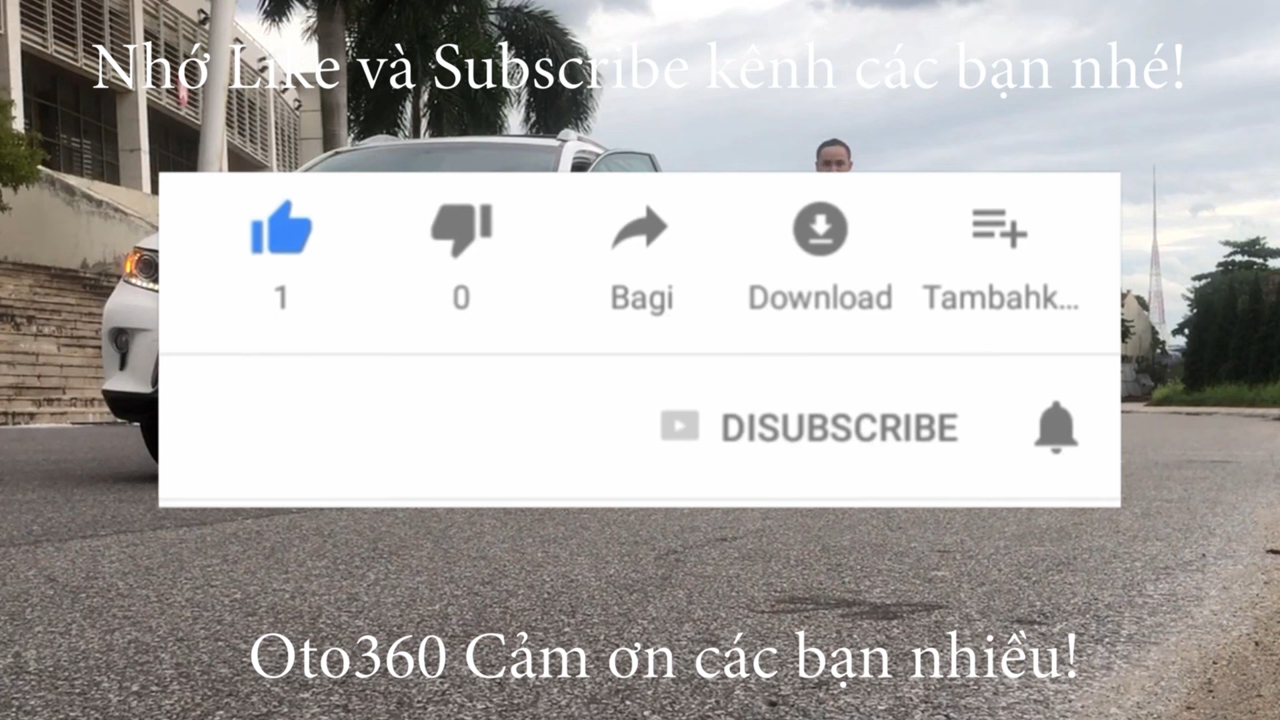 Nhớ Like và Subscribe kênh các bạn nhé!
1 0 Bagi Download Tambahk...
DISUBSCRIBE
Oto360 Cảm ơn các bạn nhiều!